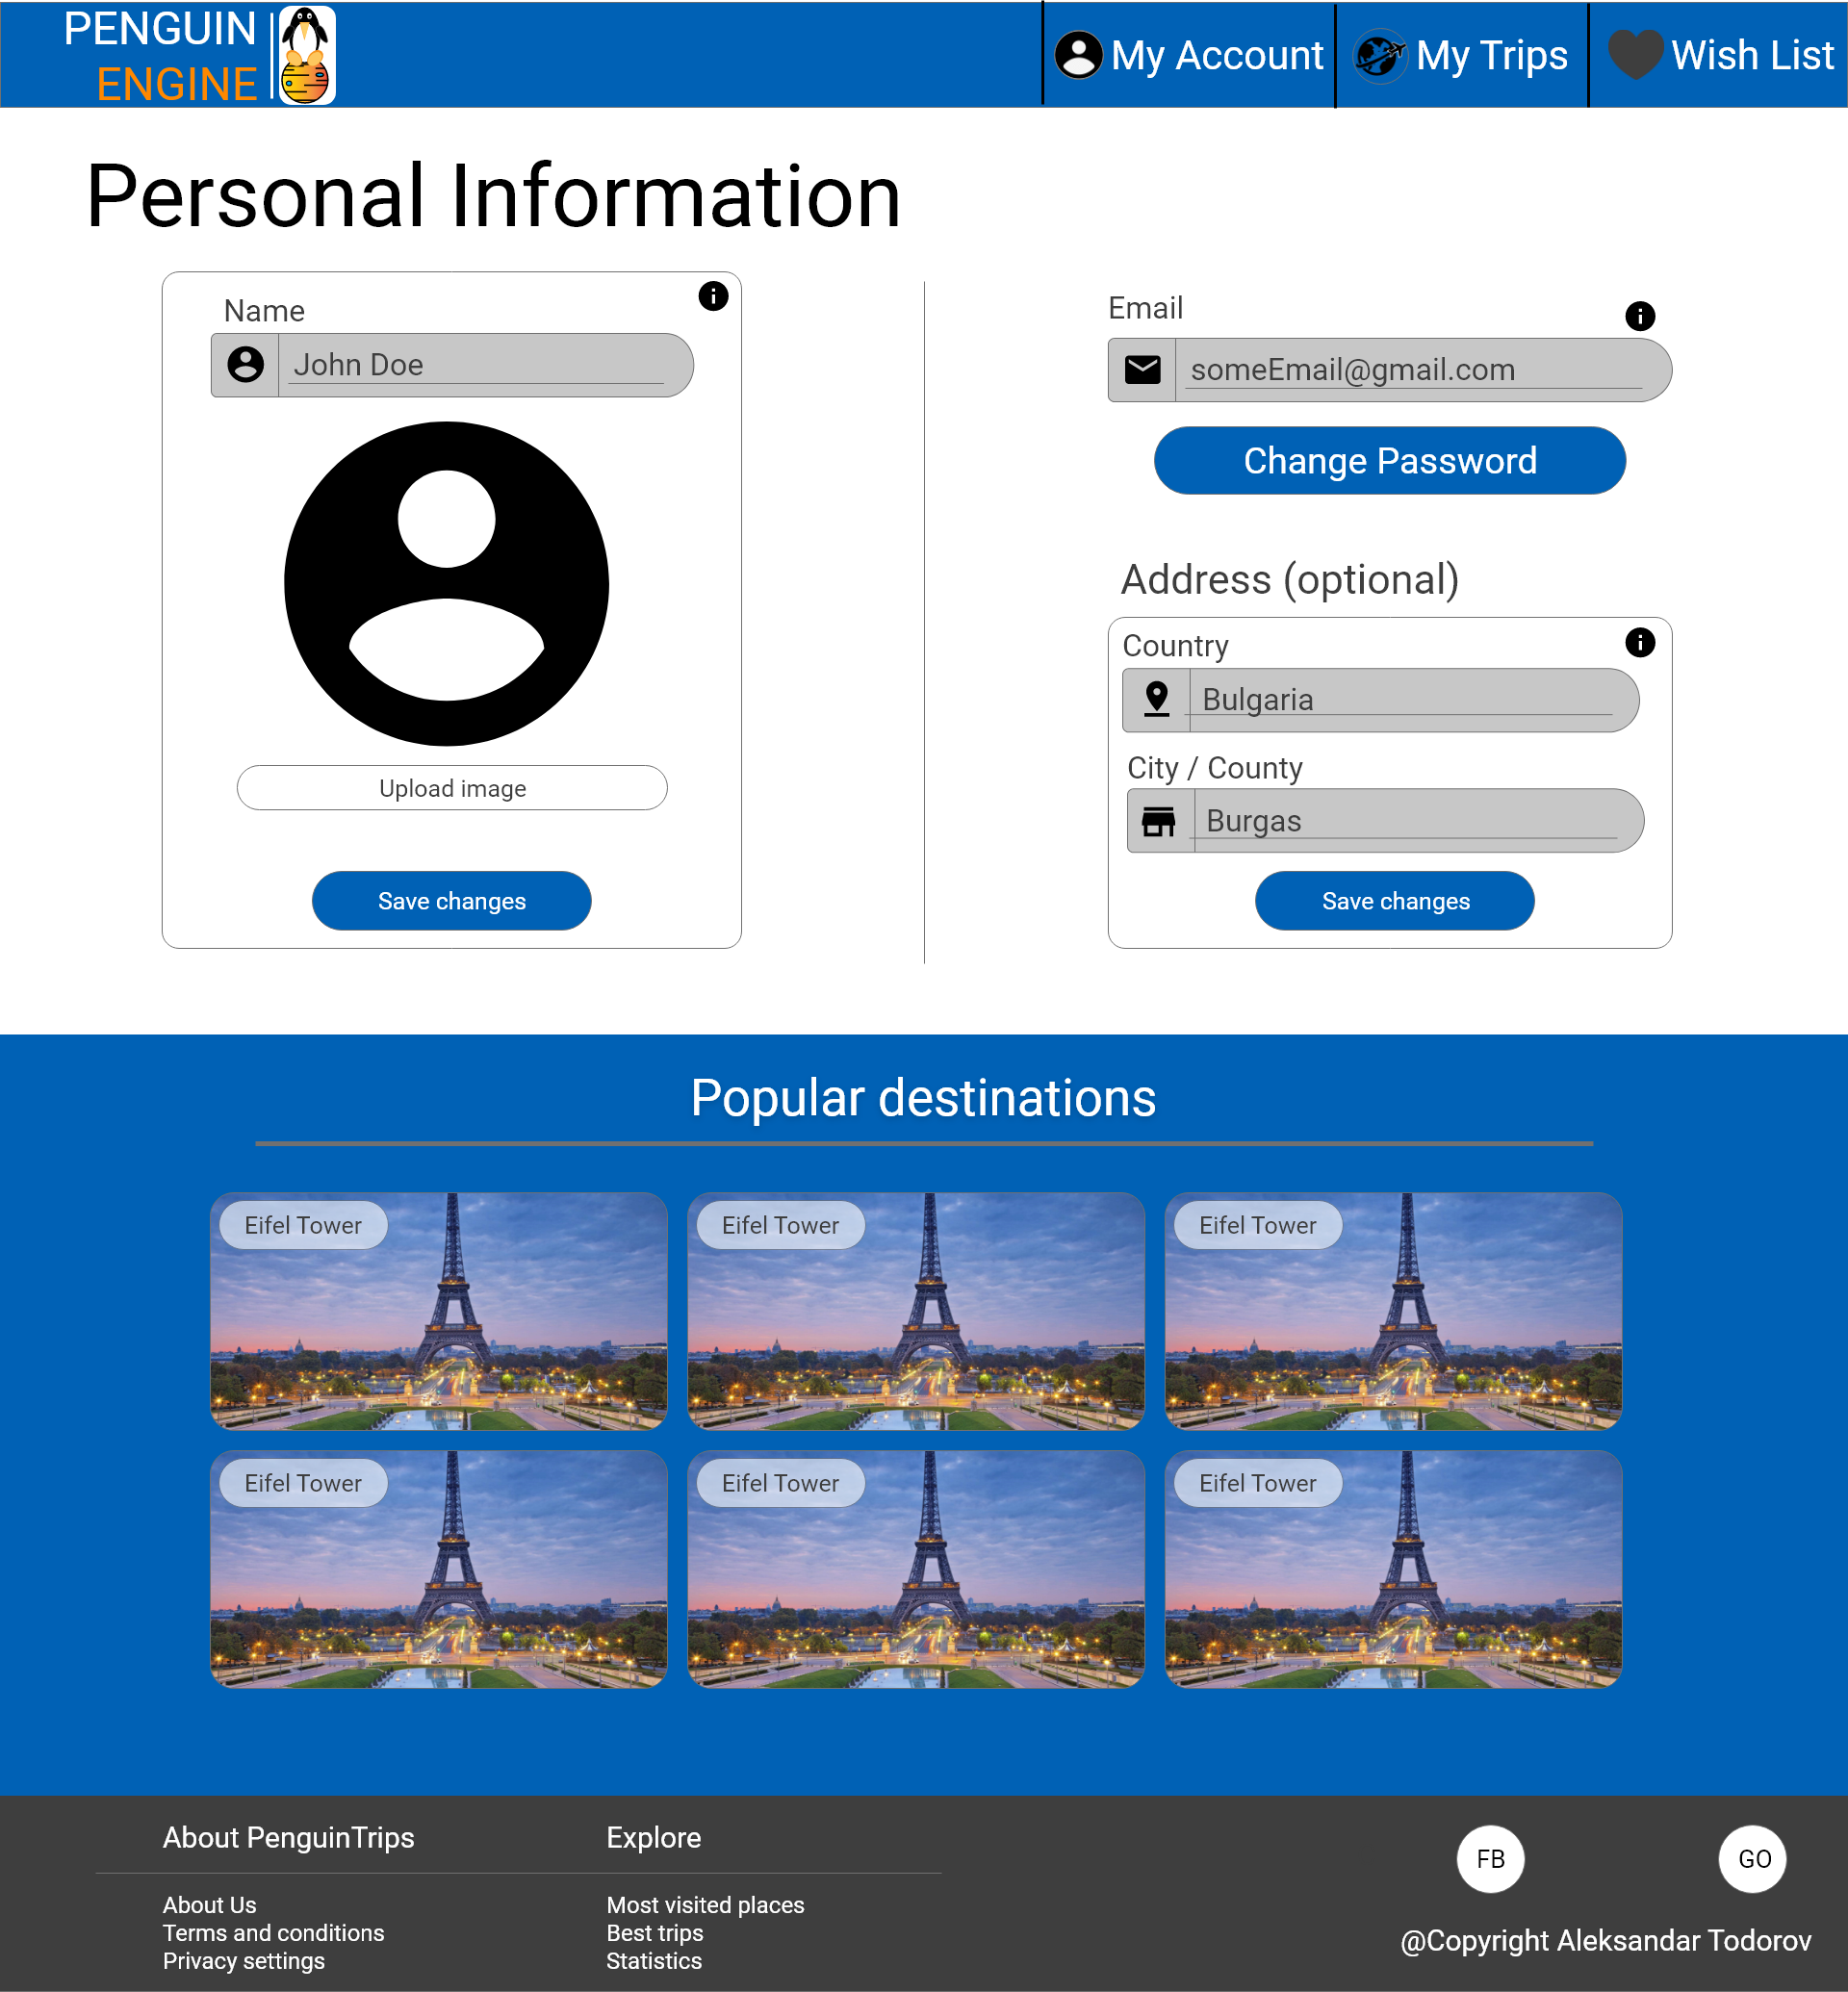 PENGUIN
ENGINE
My Account
My Trips
Wish List
Personal Information
Name
John Doe
Upload image
Save changes
Email
someEmail@gmail.com
Change Password
Address (optional)
Country
Bulgaria
City / County
Burgas
Save changes
Popular destinations
Eifel Tower
Eifel Tower
Eifel Tower
Eifel Tower
Eifel Tower
Eifel Tower
About PenguinTrips
About Us
Terms and conditions
Privacy settings
Explore
Most visited places
Best trips
Statistics
FB
GO
@Copyright Aleksandar Todorov